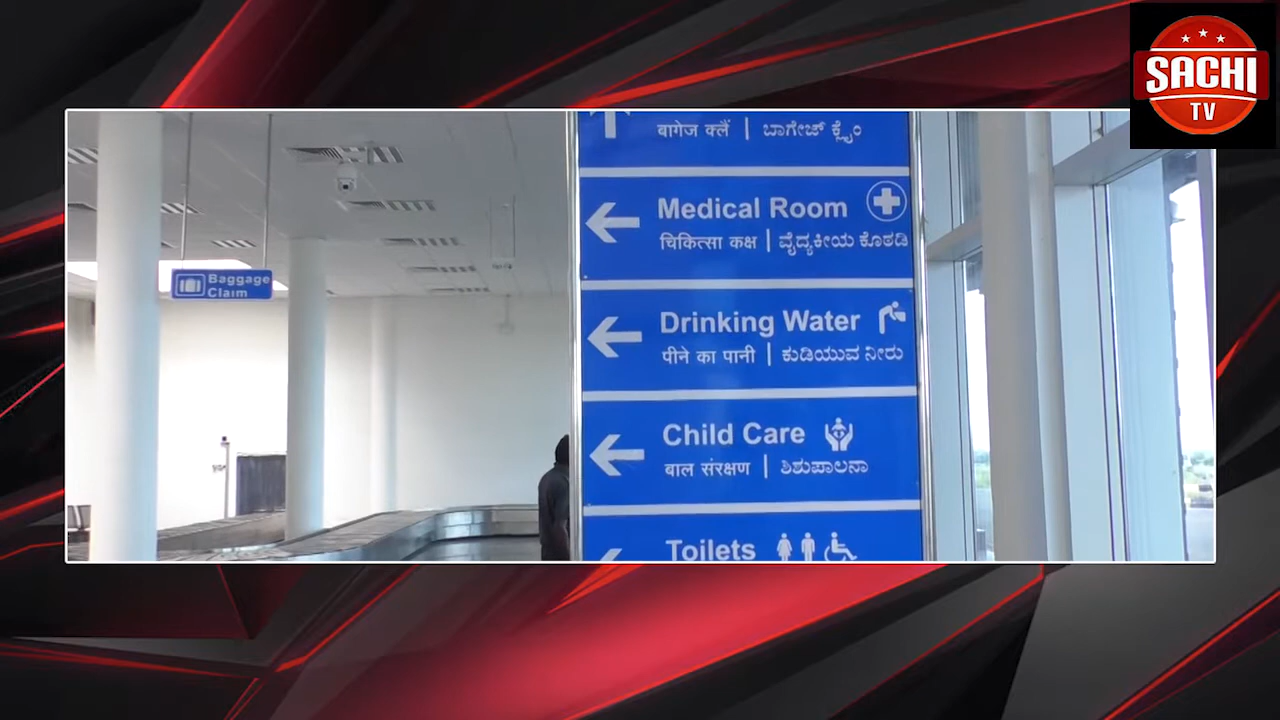 SACHI
TV
बागेज क्लैं | ಬಾಗೇಜ್ ಕ್ಲೈಂ
Medical Room
चिकित्सा कक्ष | ವೈದ್ಯಕೀಯ ಕೊಠಡಿ
Baggage
Claim
Drinking Water
पीने का पानी | ಕುಡಿಯುವ ನೀರು
Child Care
बाल संरक्षण | ಶಿಶುಪಾಲನಾ
Toilets